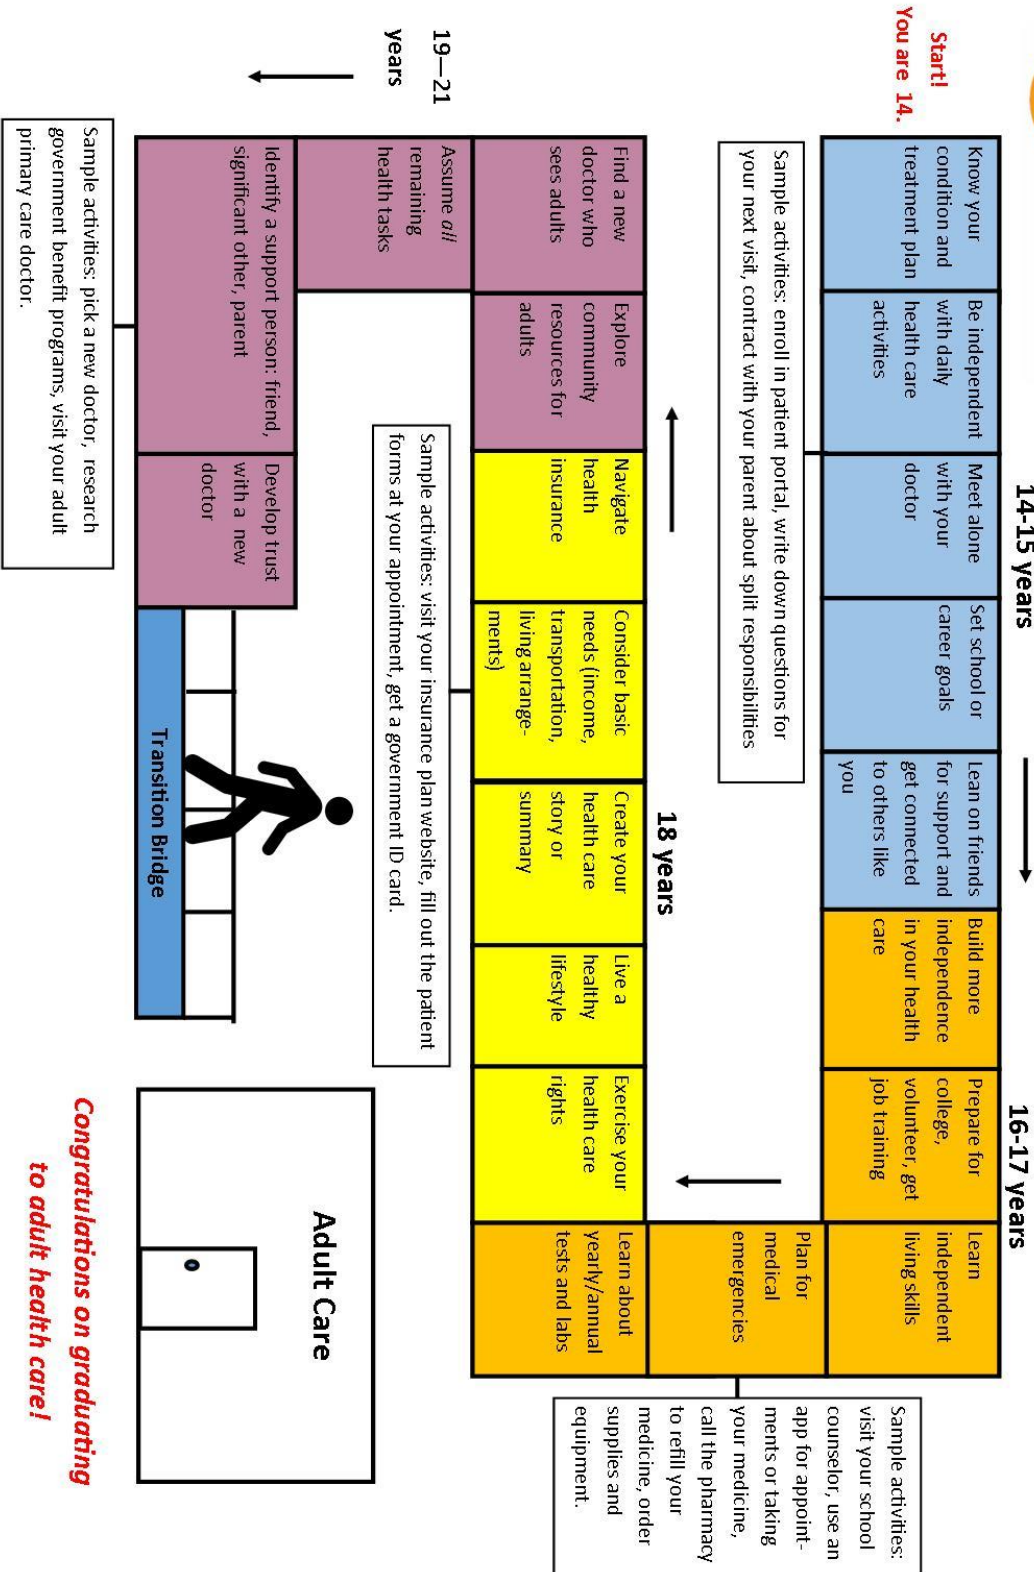 14-15 years
16-17 years
Start!
You are 14.
Know your
condition and
treatment plan
Be independent
with daily
health care
activities
Meet alone
with your
doctor
Set school or
career goals
Lean on friends
for support and
get connected
to others like
you
Build more
independence
in your health
care
Prepare for
college,
volunteer, get
job training
Learn
independent
living skills
Sample activities: enroll in patient portal, write down questions for
your next visit, contract with your parent about split responsibilities
Plan for
medical
emergencies
Sample activities:
visit your school
counselor, use an
app for appoint-
ments or taking
your medicine,
call the pharmacy
to refill your
medicine, order
supplies and
equipment.
Learn about
yearly/annual
tests and labs
18 years
Exercise your
health care
rights
Live a
healthy
lifestyle
Create your
health care
story or
summary
Consider basic
needs (income,
transportation,
living arrange-
ments)
Navigate
health
insurance
Sample activities: visit your insurance plan website, fill out the patient
forms at your appointment, get a government ID card.
Explore
community
resources for
adults
Find a new
doctor who
sees adults
19—21
years
Assume all
remaining
health tasks
Identify a support person: friend,
significant other, parent
Develop trust
with a new
doctor
Sample activities: pick a new doctor, research
government benefit programs, visit your adult
primary care doctor.
Transition Bridge
Adult Care
Congratulations on graduating
to adult health care!